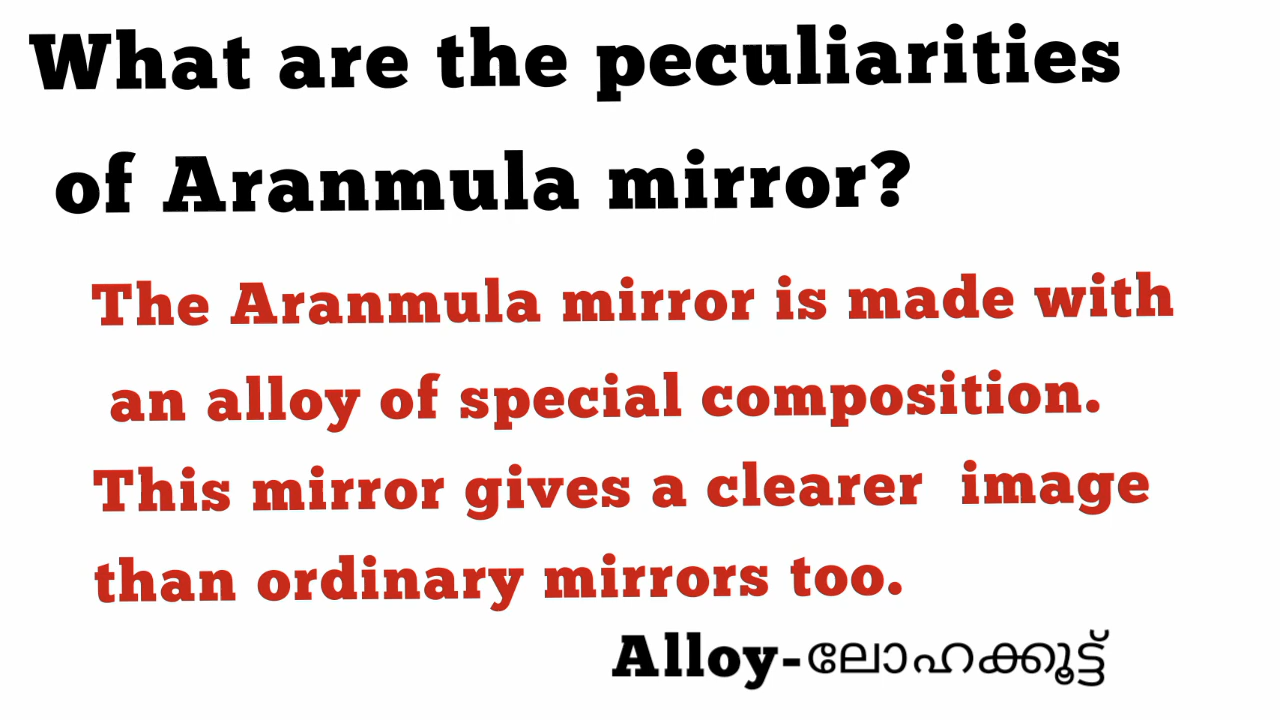 What are the peculiarities
of Aranmula mirror?
The Aranmula mirror is made with
an alloy of special composition.
This mirror gives a clearer image
than ordinary mirrors too.
Alloy-ലോഹക്കൂട്ട്